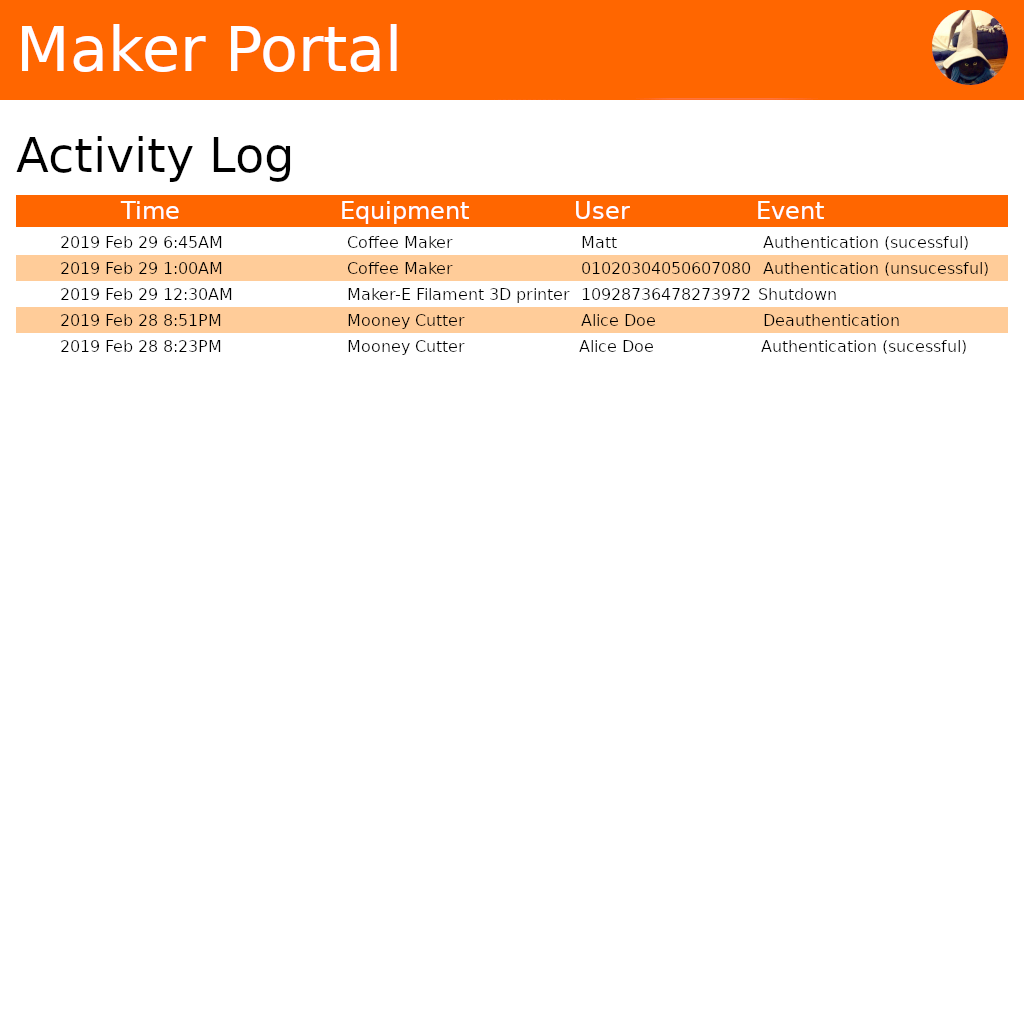 Maker Portal
Activity Log
Time Equipment User Event
2019 Feb 29 6:45AM Coffee Maker Matt Authentication (sucessful)
2019 Feb 29 1:00AM Coffee Maker 01020304050607080 Authentication (unsucessful)
2019 Feb 29 12:30AM Maker-E Filament 3D printer 10928736478273972 Shutdown
2019 Feb 28 8:51PM Mooney Cutter Alice Doe Deauthentication
2019 Feb 28 8:23PM Mooney Cutter Alice Doe Authentication (sucessful)